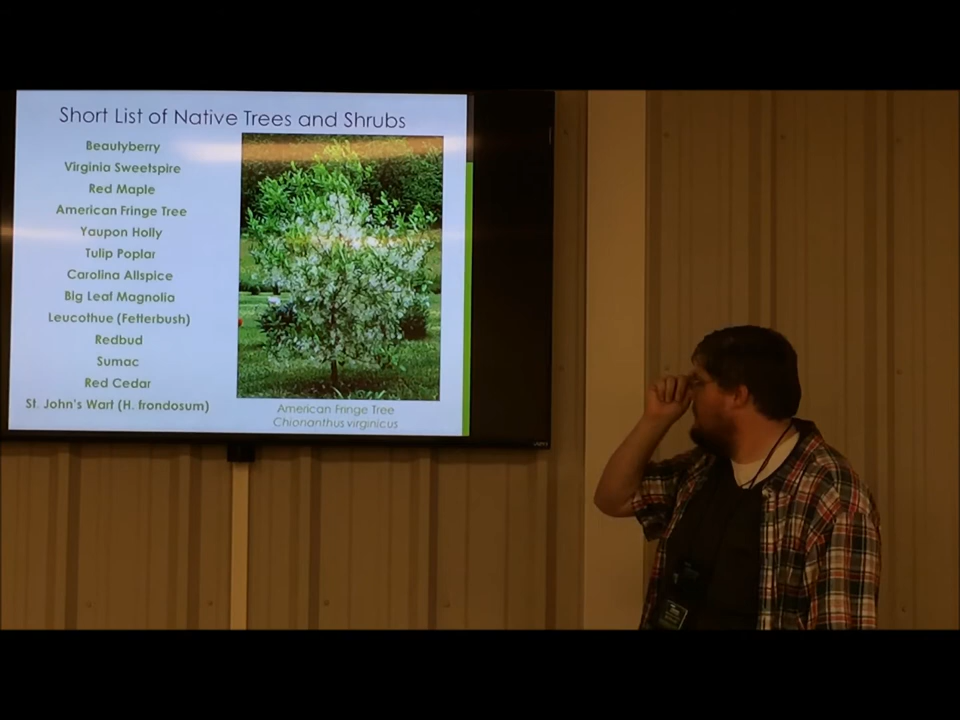 Short List of Native Trees and Shrubs
Beautyberry
Virginia Sweetspire
Red Maple
American Fringe Tree
Yaupon Holly
Tulip Poplar
Carolina Allspice
Big Leaf Magnolia
Leucothue (Fetterbush)
Redbud
Sumac
Red Cedar
St. John's Wart (H. frondosum)
American Fringe Tree
Chionanthus virginicus